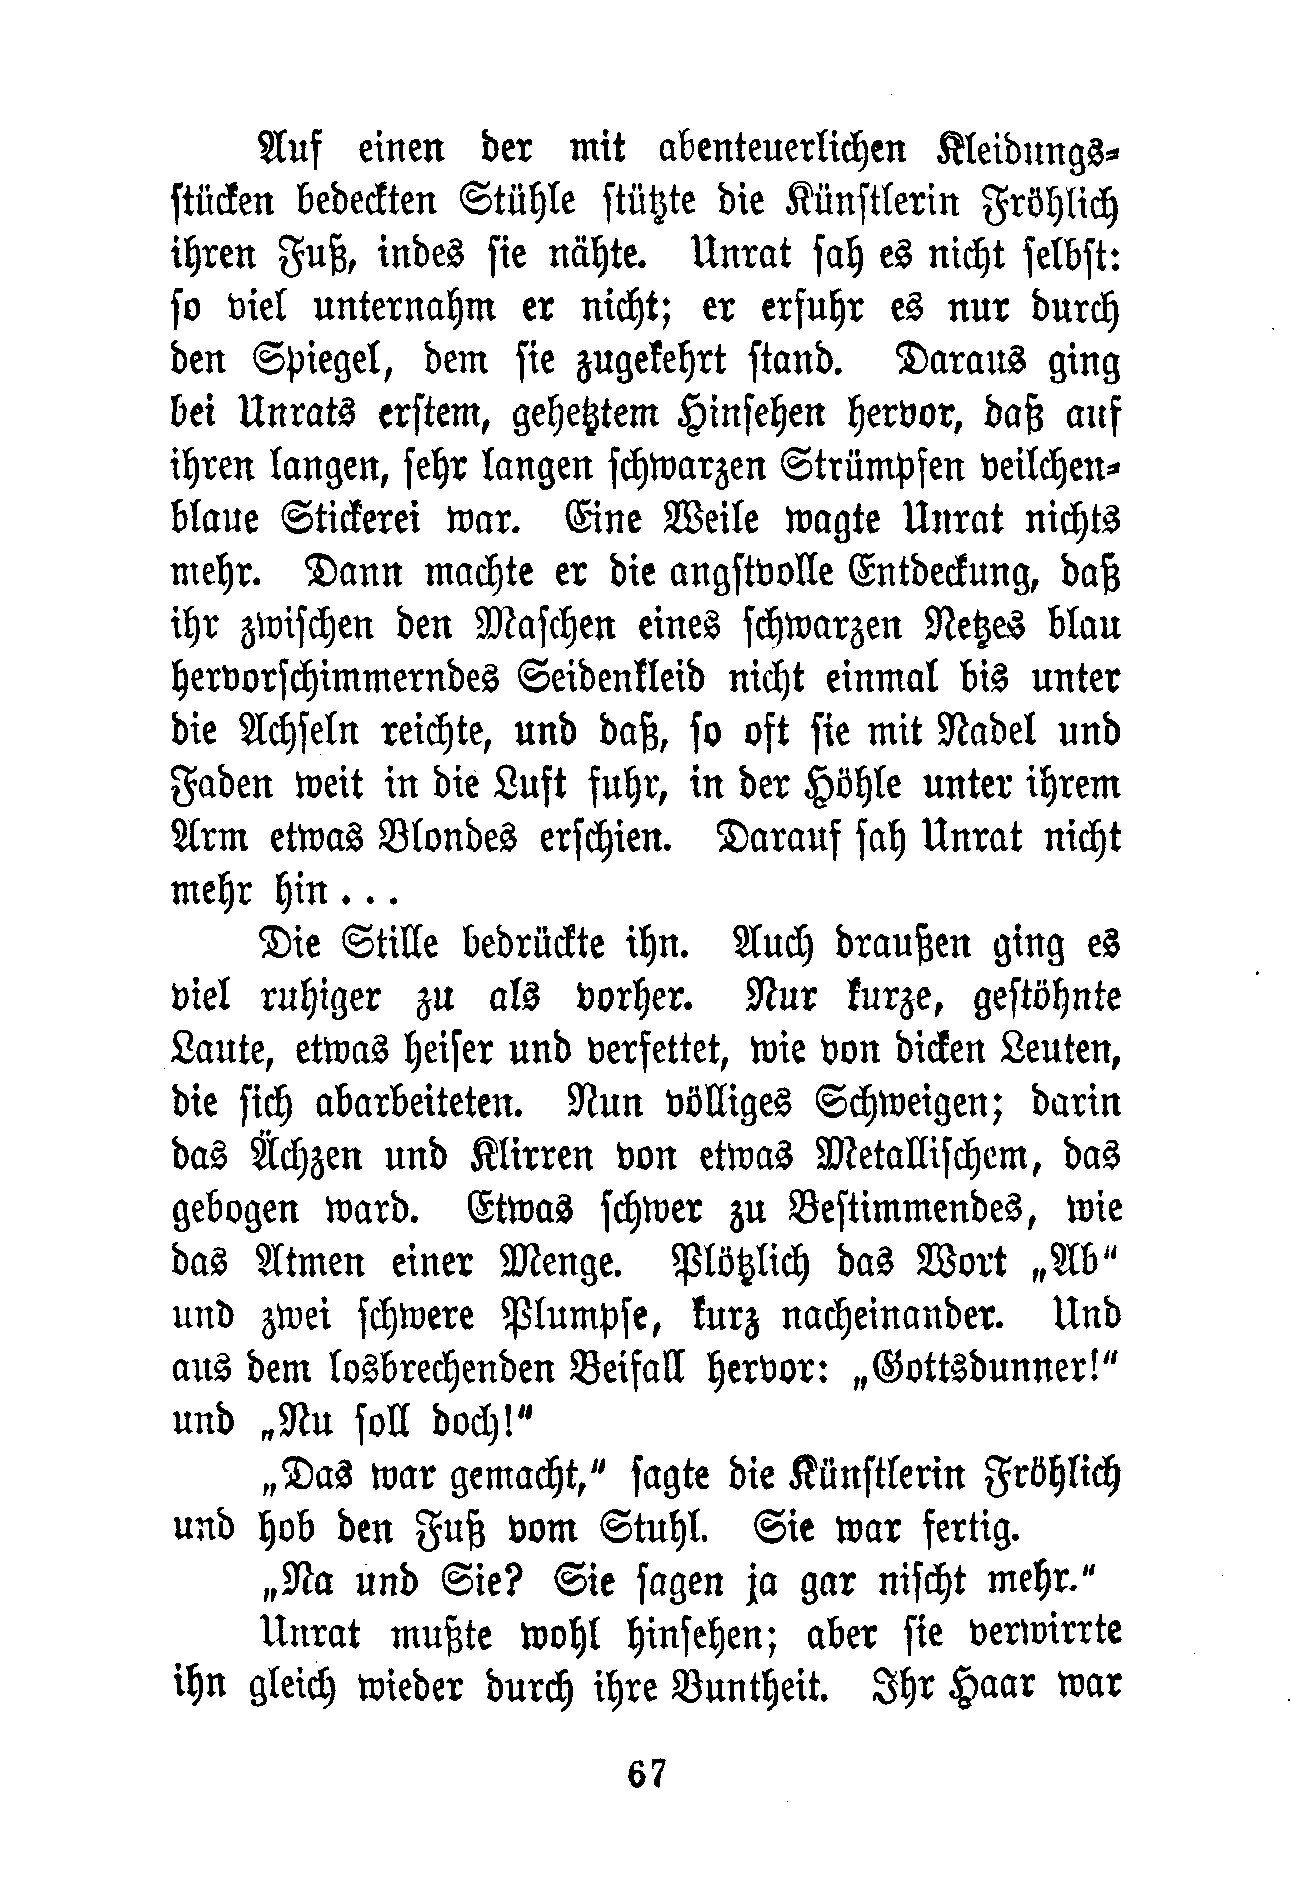 Auf einen der mit abenteuerlichen Kleidungs-
stücken bedeckten Stühle stützte die Künstlerin Fröhlich
ihren Fuß, indes sie nähte. Unrat sah es nicht selbst:
so viel unternahm er nicht; er erfuhr es nur durch
den Spiegel, dem sie zugekehrt stand. Daraus ging
bei Unrats erstem, gehetztem Hinsehen hervor, daß auf
ihren langen, sehr langen schwarzen Strümpfen veilchen-
blaue Stickerei war. Eine Weile wagte Unrat nichts
mehr. Dann machte er die angstvolle Entdeckung, daß
ihr zwischen den Maschen eines schwarzen Netzes blau
hervorschimmerndes Seidenkleid nicht einmal bis unter
die Achseln reichte, und daß, so oft sie mit Nadel und
Faden weit in die Luft fuhr, in der Höhle unter ihrem
Arm etwas Blondes erschien. Darauf sah Unrat nicht
mehr hin...
Die Stille bedrückte ihn. Auch draußen ging es
viel ruhiger zu als vorher. Nur kurze, gestöhnte
Laute, etwas heiser und verfettet, wie von dicken Leuten,
die sich abarbeiteten. Nun völliges Schweigen; darin
das Ächzen und Klirren von etwas Metallischem, das
gebogen ward. Etwas schwer zu Bestimmendes, wie
das Atmen einer Menge. Plötzlich das Wort „Ab“
und zwei schwere Plumpse, kurz nacheinander. Und
aus dem losbrechenden Beifall hervor: „Gottsdunner!“
und „Nu soll doch!“
„Das war gemacht,“ sagte die Künstlerin Fröhlich
und hob den Fuß vom Stuhl. Sie war fertig.
„Na und Sie? Sie sagen ja gar nischt mehr.“
Unrat mußte wohl hinsehen; aber sie verwirrte
ihn gleich wieder durch ihre Buntheit. Ihr Haar war
67